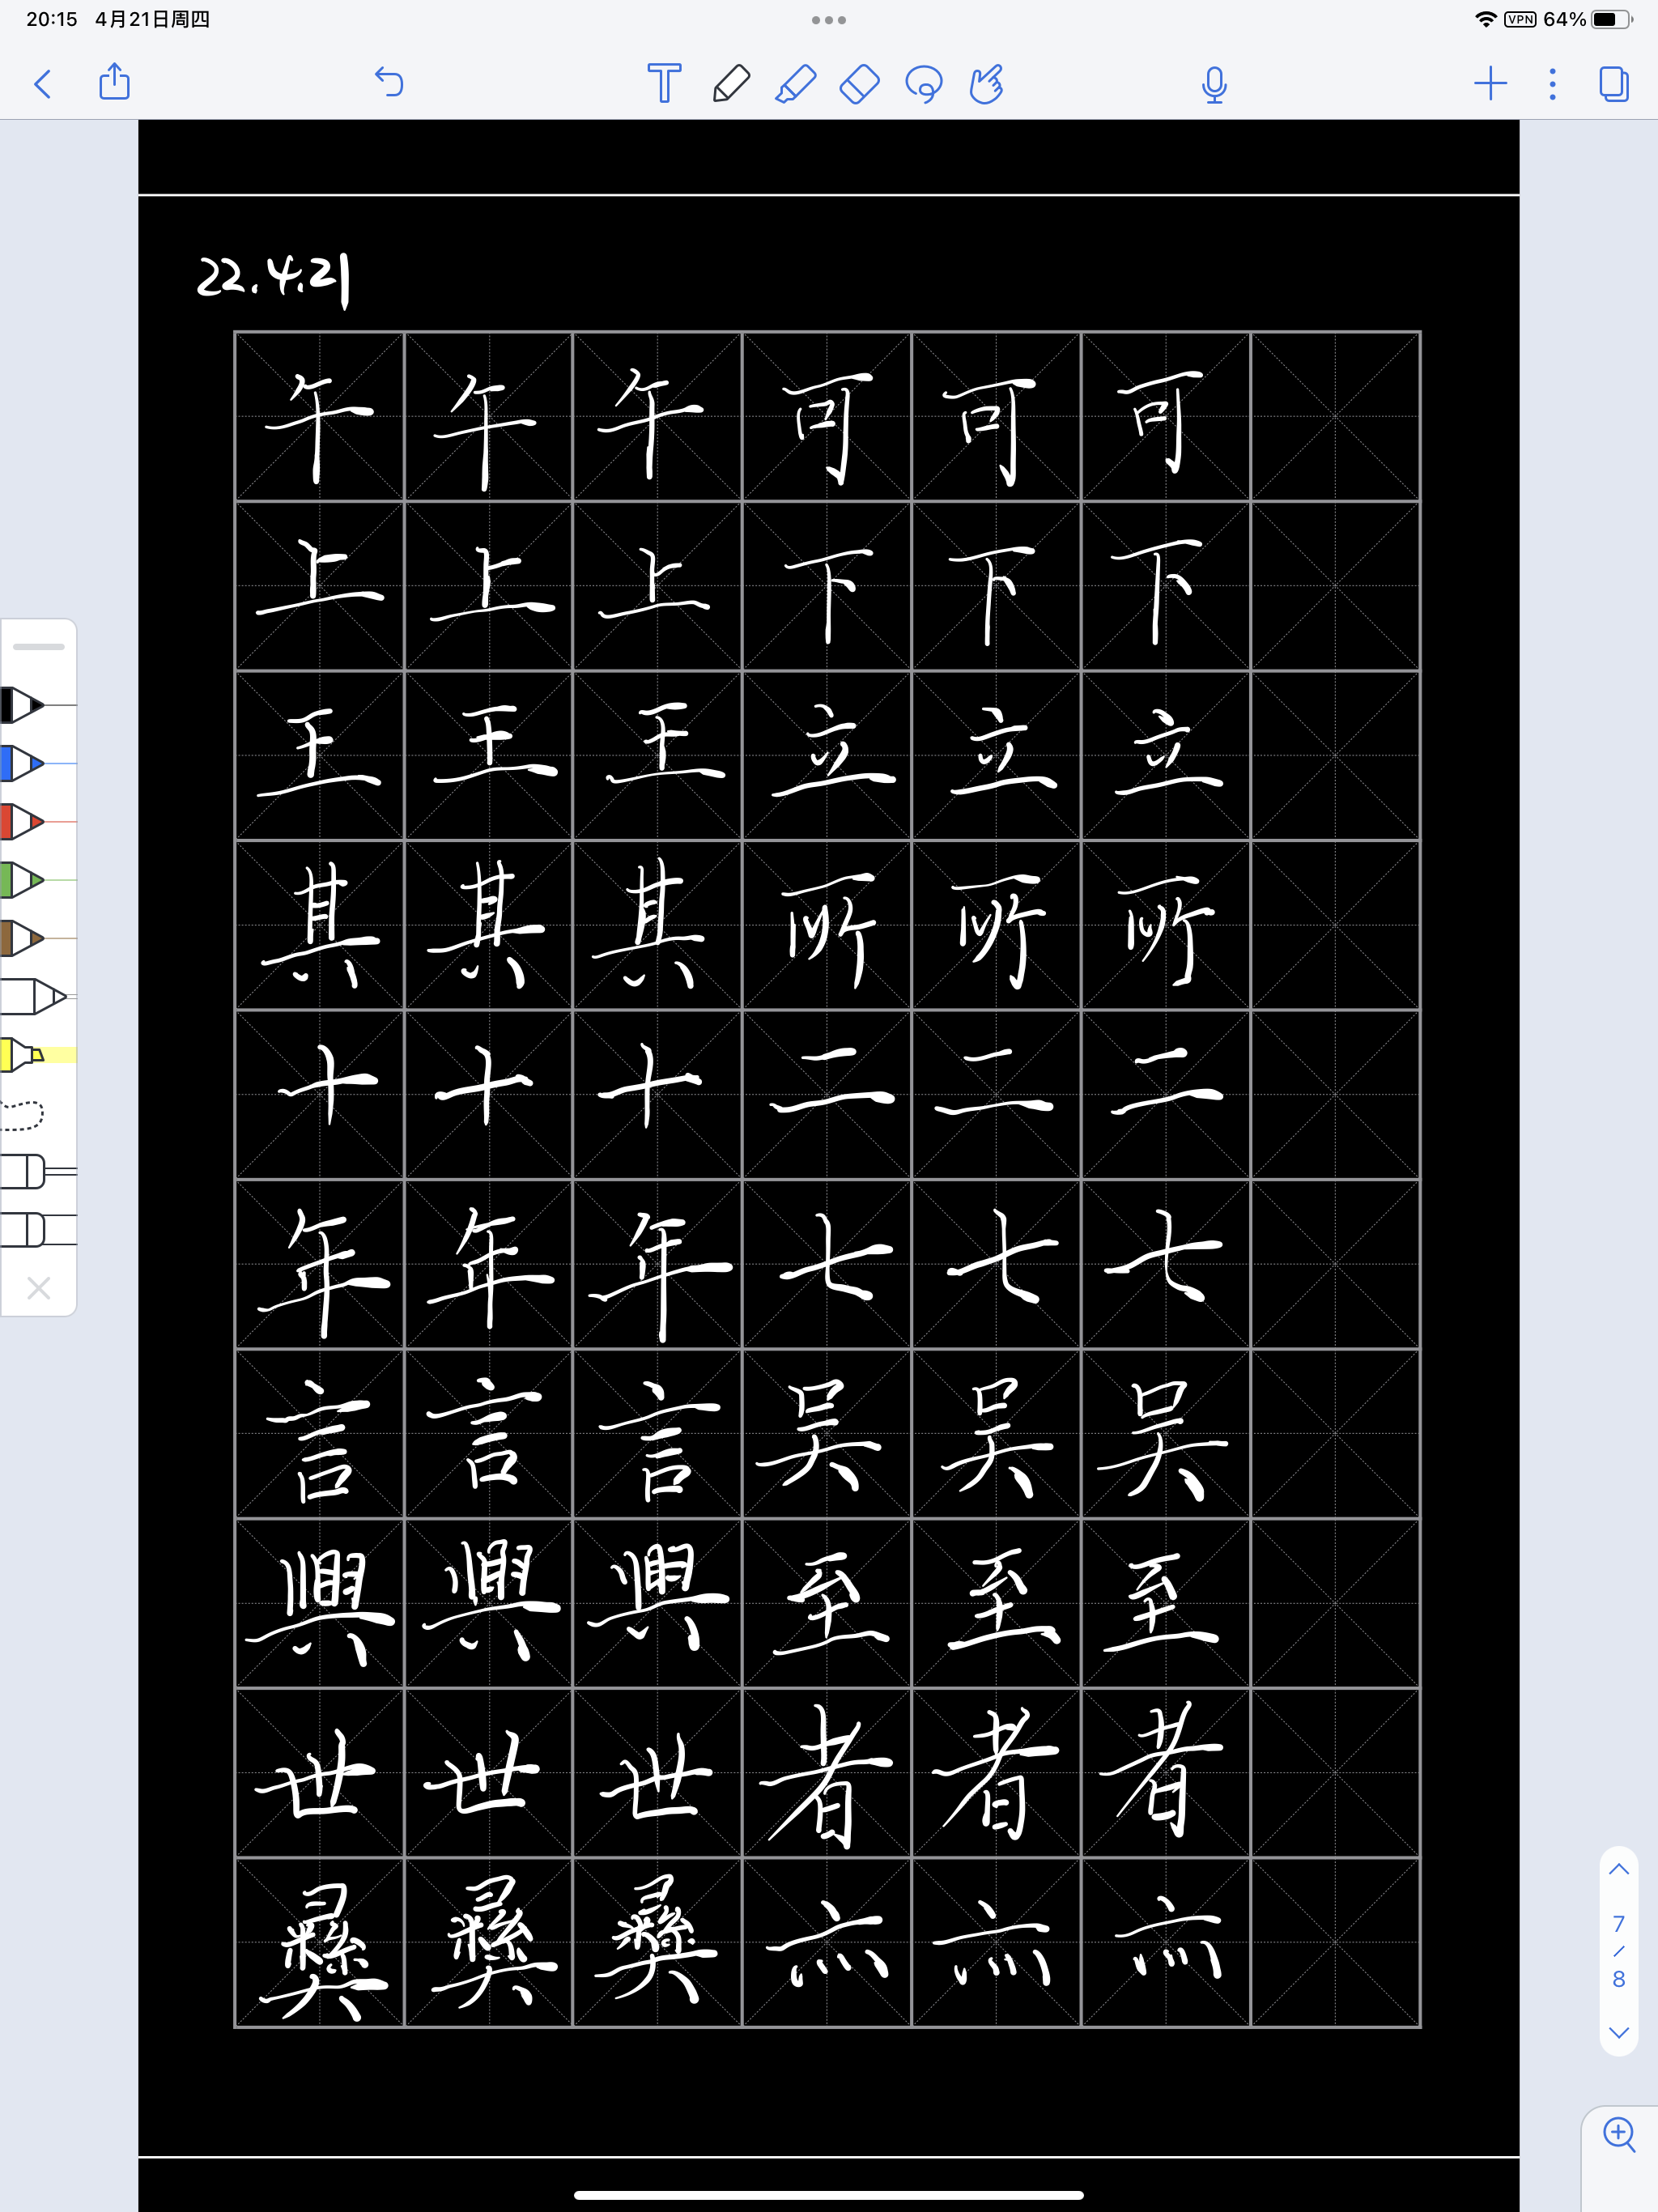 20:15 4月21日周四
VPN 64%
22.4.21
午午午可可可
上上上下下下
王王王立立立
其其其所所所
十十十二二二
年年年七七七
言言言吴吴吴
興興興至至至
世世世者者者
彝彝彝六六六
7
/
8